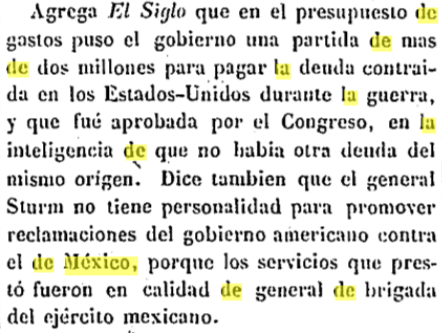 Agrega El Siglo que en el presupuesto de
gastos puso el gobierno una partida de mas
de dos millones para pagar la deuda contrai-
da en los Estados-Unidos durante la guerra,
y que fué aprobada por el Congreso, en la
inteligencia de que no habia otra deuda del
mismo orígen. Dice tambien que el general
Sturm no tiene personalidad para promover
reclamaciones del gobierno americano contra
el de México, porque los servicios que pres-
tó fueron en calidad de general de brigada
del ejército mexicano.